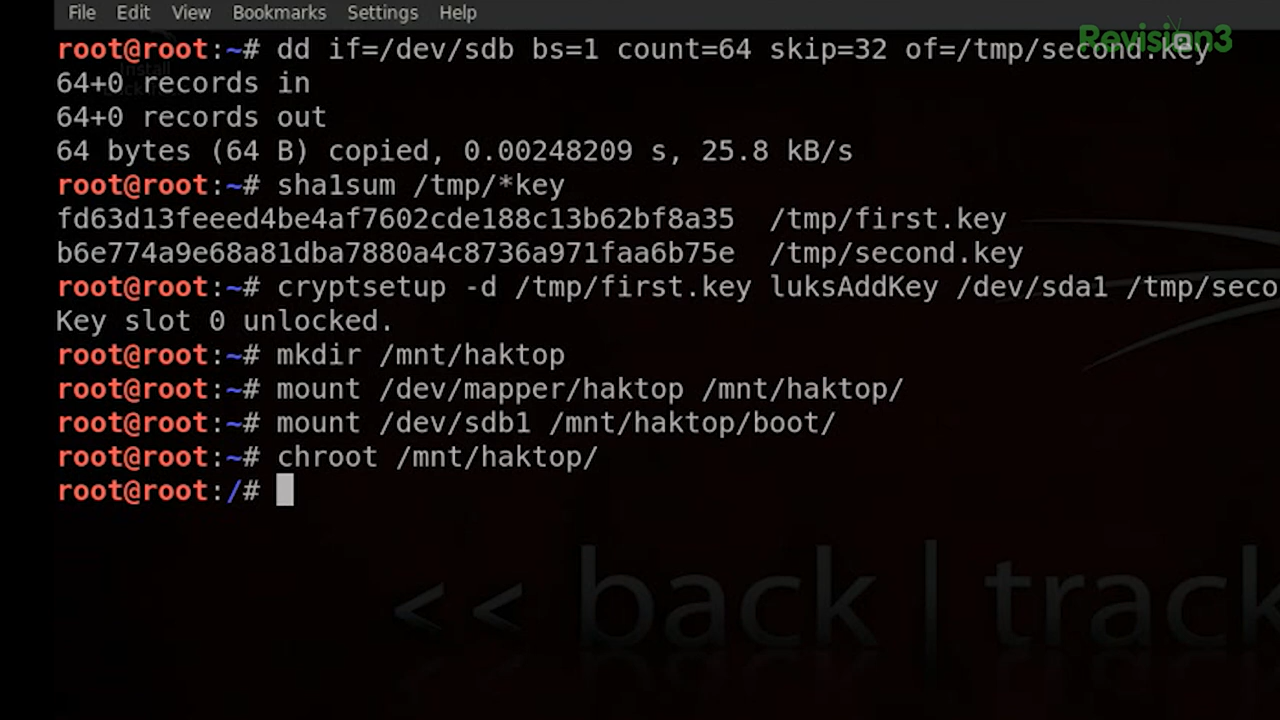 File Edit View Bookmarks Settings Help
Revision3
root@root:~# dd if=/dev/sdb bs=1 count=64 skip=32 of=/tmp/second.key
64+0 records in
64+0 records out
64 bytes (64 B) copied, 0.00248209 s, 25.8 kB/s
root@root:~# sha1sum /tmp/*key
fd63d13feeed4be4af7602cde188c13b62bf8a35  /tmp/first.key
b6e774a9e68a81dba7880a4c8736a971faa6b75e  /tmp/second.key
root@root:~# cryptsetup -d /tmp/first.key luksAddKey /dev/sda1 /tmp/seco
Key slot 0 unlocked.
root@root:~# mkdir /mnt/haktop
root@root:~# mount /dev/mapper/haktop /mnt/haktop/
root@root:~# mount /dev/sdb1 /mnt/haktop/boot/
root@root:~# chroot /mnt/haktop/
root@root:/#
<< back | track